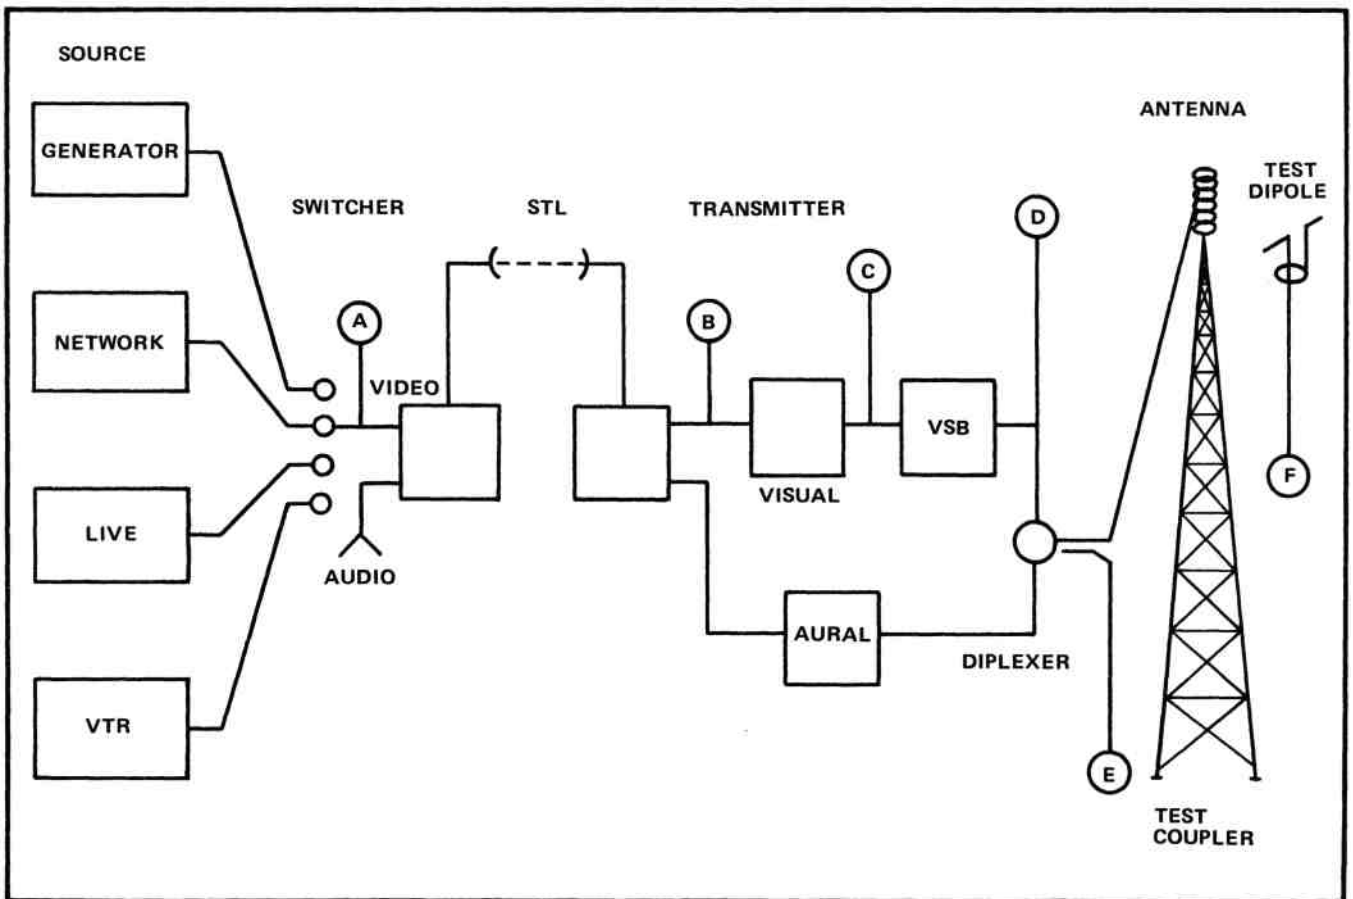 SOURCE
GENERATOR
NETWORK
LIVE
VTR
SWITCHER
A
VIDEO
AUDIO
STL
TRANSMITTER
B
C
D
VISUAL
VSB
AURAL
DIPLEXER
E
TEST
COUPLER
ANTENNA
TEST
DIPOLE
F